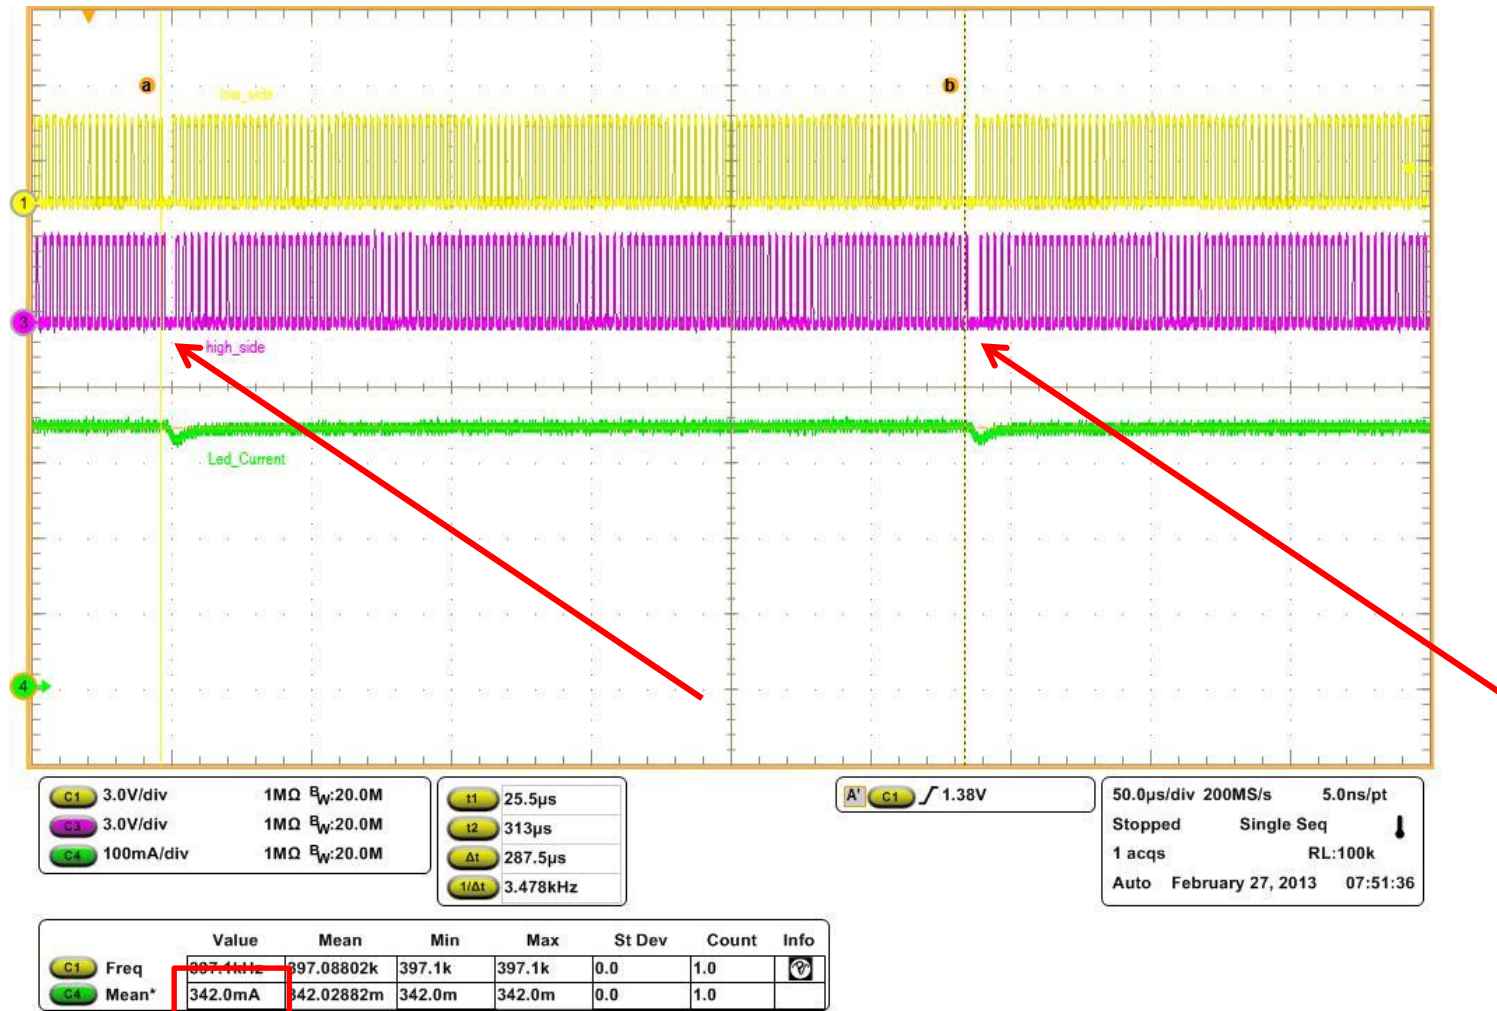 a
b
low_side
1
3
high_side
Led_Current
4
C1 3.0V/div 1MΩ BW:20.0M
C3 3.0V/div 1MΩ BW:20.0M
C4 100mA/div 1MΩ BW:20.0M
t1 25.5µs
t2 313µs
Δt 287.5µs
1/Δt 3.478kHz
A' C1 1.38V
50.0µs/div 200MS/s 5.0ns/pt
Stopped Single Seq
1 acqs RL:100k
Auto February 27, 2013 07:51:36
Value Mean Min Max St Dev Count Info
C1 Freq 397.1kHz 397.08802k 397.1k 397.1k 0.0 1.0
C4 Mean* 342.0mA 342.02882m 342.0m 342.0m 0.0 1.0